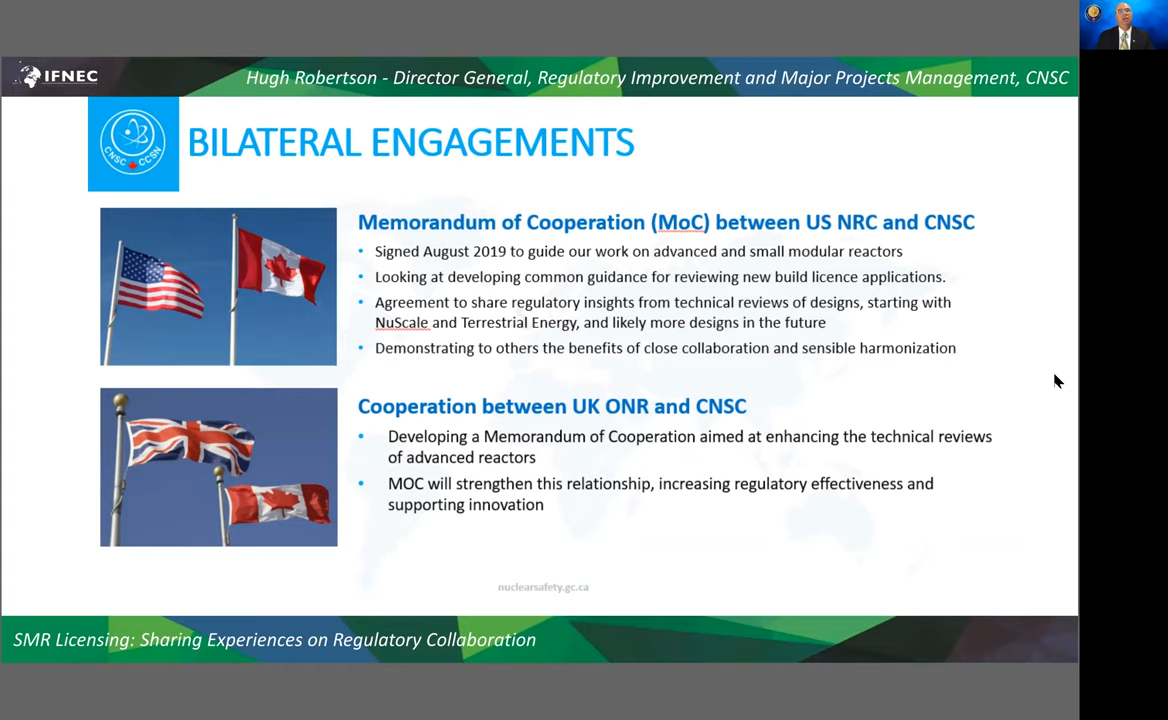 IFNEC
Hugh Robertson - Director General, Regulatory Improvement and Major Projects Management, CNSC
CNSC CCSN
BILATERAL ENGAGEMENTS
Memorandum of Cooperation (MoC) between US NRC and CNSC
• Signed August 2019 to guide our work on advanced and small modular reactors
• Looking at developing common guidance for reviewing new build licence applications.
• Agreement to share regulatory insights from technical reviews of designs, starting with
NuScale and Terrestrial Energy, and likely more designs in the future
• Demonstrating to others the benefits of close collaboration and sensible harmonization
Cooperation between UK ONR and CNSC
• Developing a Memorandum of Cooperation aimed at enhancing the technical reviews
of advanced reactors
• MOC will strengthen this relationship, increasing regulatory effectiveness and
supporting innovation
nuclearsafety.gc.ca
SMR Licensing: Sharing Experiences on Regulatory Collaboration